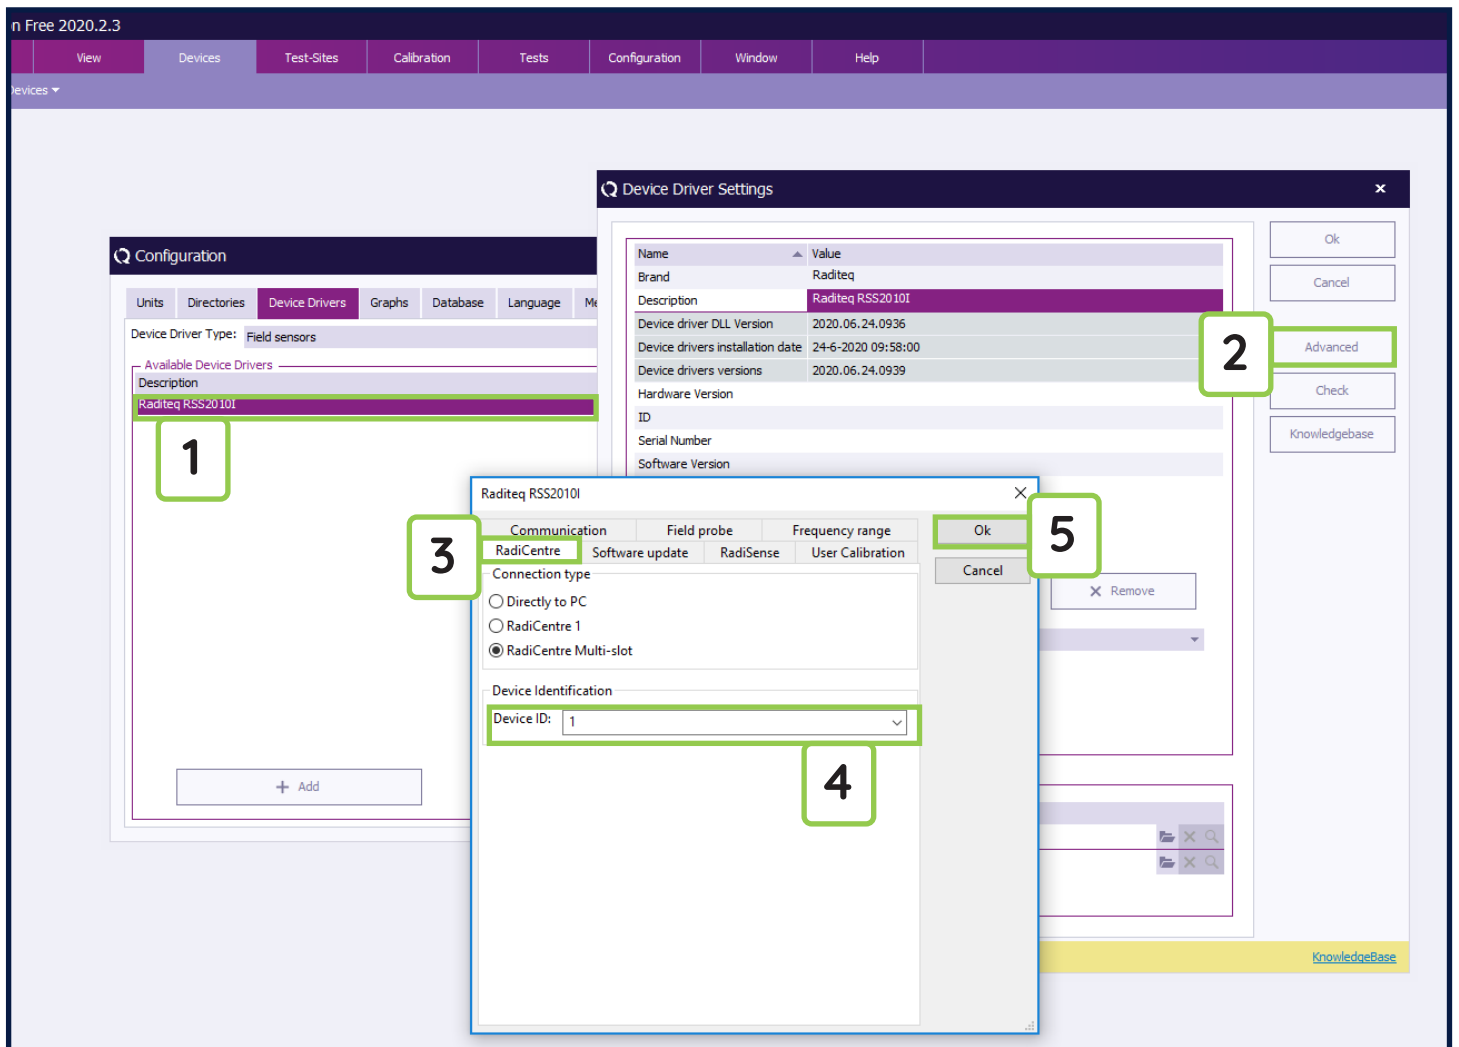 n Free 2020.2.3
View Devices Test-Sites Calibration Tests Configuration Window Help
Devices
Device Driver Settings
Configuration
Units Directories Device Drivers Graphs Database Language Me
Device Driver Type: Field sensors
Available Device Drivers
Description
Raditeq RSS2010I
1
Add
Name Value
Brand Raditeq
Description Raditeq RSS2010I
Device driver DLL Version 2020.06.24.0936
Device drivers installation date 24-6-2020 09:58:00
Device drivers versions 2020.06.24.0939
Hardware Version
ID
Serial Number
Software Version
Ok
Cancel
2
Advanced
Check
Knowledgebase
Remove
KnowledgeBase
Raditeq RSS2010I
Communication Field probe Frequency range
RadiCentre Software update RadiSense User Calibration
3
Connection type
Directly to PC
RadiCentre 1
RadiCentre Multi-slot
Device Identification
Device ID: 1
4
Ok
5
Cancel